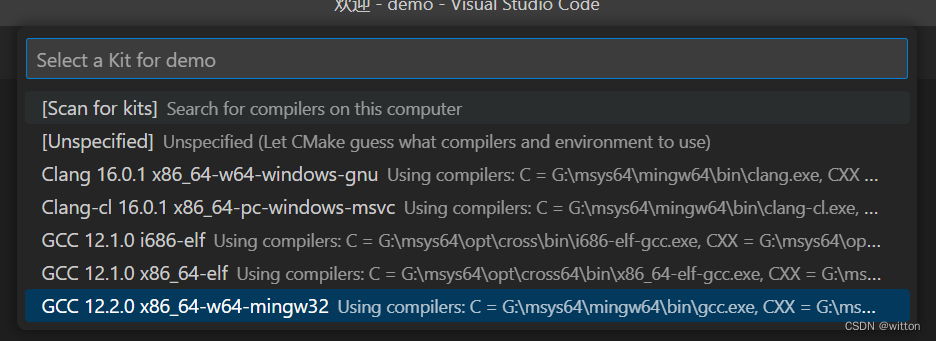 欢迎 - demo - Visual Studio Code
Select a Kit for demo
[Scan for kits] Search for compilers on this computer
[Unspecified] Unspecified (Let CMake guess what compilers and environment to use)
Clang 16.0.1 x86_64-w64-windows-gnu Using compilers: C = G:\msys64\mingw64\bin\clang.exe, CXX ...
Clang-cl 16.0.1 x86_64-pc-windows-msvc Using compilers: C = G:\msys64\mingw64\bin\clang-cl.exe, ...
GCC 12.1.0 i686-elf Using compilers: C = G:\msys64\opt\cross\bin\i686-elf-gcc.exe, CXX = G:\msys64\op...
GCC 12.1.0 x86_64-elf Using compilers: C = G:\msys64\opt\cross64\bin\x86_64-elf-gcc.exe, CXX = G:\ms...
GCC 12.2.0 x86_64-w64-mingw32 Using compilers: C = G:\msys64\mingw64\bin\gcc.exe, CXX = G:\ms...
CSDN @witton